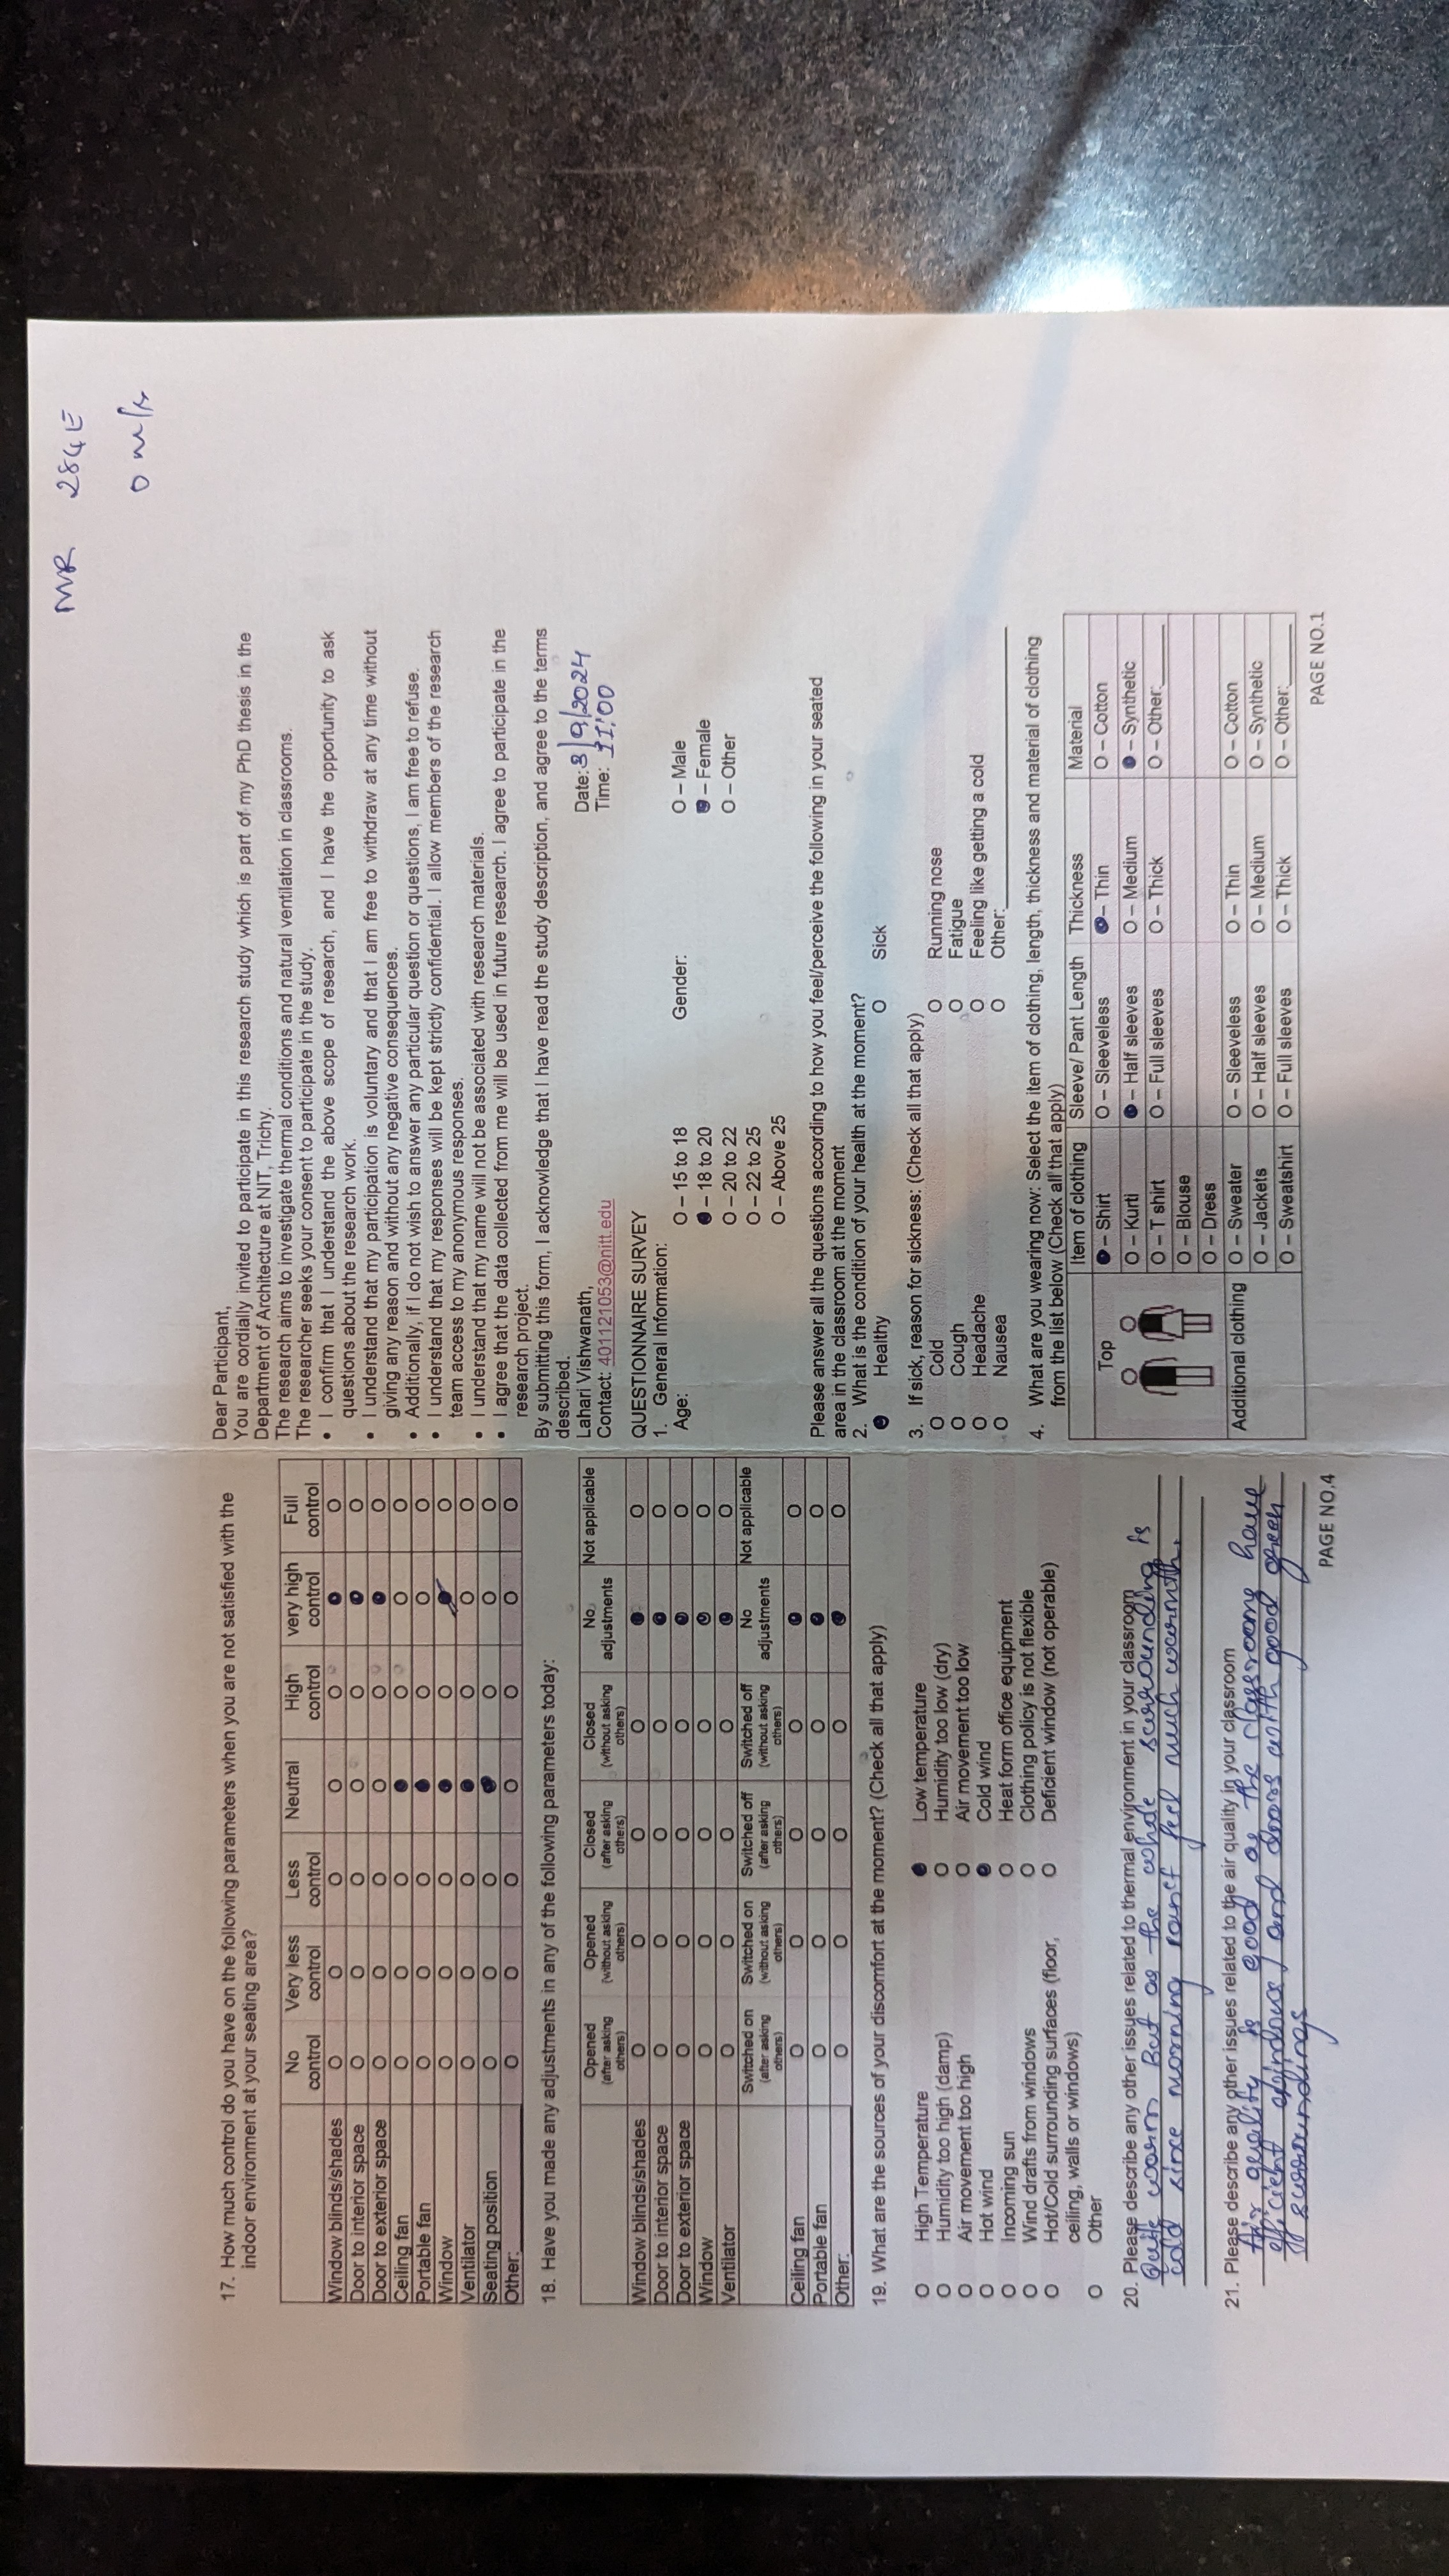 17. How much control do you have on the following parameters when you are not satisfied with the
indoor environment at your seating area?
No control Very less control Less control Neutral High control very high control Full control
Window blinds/shades O O O O O ● O
Door to interior space O O O O O ● O
Door to exterior space O O O O O ● O
Ceiling fan O O O ● O O O
Portable fan O O O ● O O O
Window O O O ● O ● O
Ventilator O O O ● O O O
Seating position O O O ● O O O
Other: O O O O O O O
18. Have you made any adjustments in any of the following parameters today:
Opened (after asking others) Opened (without asking others) Closed (after asking others) Closed (without asking others) No adjustments Not applicable
Window blinds/shades O O O O ● O
Door to interior space O O O O ● O
Door to exterior space O O O O ● O
Window O O O O ● O
Ventilator O O O O ● O
Switched on (after asking others) Switched on (without asking others) Switched off (after asking others) Switched off (without asking others) No adjustments Not applicable
Ceiling fan O O O O ● O
Portable fan O O O O ● O
Other: O O O O ● O
19. What are the sources of your discomfort at the moment? (Check all that apply)
O High Temperature ● Low temperature
O Humidity too high (damp) O Humidity too low (dry)
O Air movement too high O Air movement too low
O Hot wind ● Cold wind
O Incoming sun O Heat form office equipment
O Wind drafts from windows O Clothing policy is not flexible
O Hot/Cold surrounding surfaces (floor, O Deficient window (not operable)
ceiling, walls or windows)
O Other
20. Please describe any other issues related to thermal environment in your classroom
Quite warm But as the whole surrounding is
cold since morning can't feel much warmth.
21. Please describe any other issues related to the air quality in your classroom
Air quality is good as the classrooms have
efficient windows and doors with good green
surroundings
PAGE NO.4
MR 284E
0 m/s
Dear Participant,
You are cordially invited to participate in this research study which is part of my PhD thesis in the
Department of Architecture at NIT, Trichy.
The research aims to investigate thermal conditions and natural ventilation in classrooms.
The researcher seeks your consent to participate in the study.
• I confirm that I understand the above scope of research, and I have the opportunity to ask
questions about the research work.
• I understand that my participation is voluntary and that I am free to withdraw at any time without
giving any reason and without any negative consequences.
• Additionally, if I do not wish to answer any particular question or questions, I am free to refuse.
• I understand that my responses will be kept strictly confidential. I allow members of the research
team access to my anonymous responses.
• I understand that my name will not be associated with research materials.
• I agree that the data collected from me will be used in future research. I agree to participate in the
research project.
By submitting this form, I acknowledge that I have read the study description, and agree to the terms
described.
Lahari Vishwanath, Date: 3/9/2024
Contact: 401121053@nitt.edu Time: 11:00
QUESTIONNAIRE SURVEY
1. General Information:
Age: O – 15 to 18 Gender: O – Male
● – 18 to 20 ● – Female
O – 20 to 22 O – Other
O – 22 to 25
O – Above 25
Please answer all the questions according to how you feel/perceive the following in your seated
area in the classroom at the moment
2. What is the condition of your health at the moment?
● Healthy O Sick
3. If sick, reason for sickness: (Check all that apply)
O Cold O Running nose
O Cough O Fatigue
O Headache O Feeling like getting a cold
O Nausea O Other:
4. What are you wearing now: Select the item of clothing, length, thickness and material of clothing
from the list below (Check all that apply)
Item of clothing Sleeve/ Pant Length Thickness Material
Top ● – Shirt O – Sleeveless ● – Thin O – Cotton
O – Kurti ● – Half sleeves O – Medium ● – Synthetic
O – T shirt O – Full sleeves O – Thick O – Other:
O – Blouse
O – Dress
Additional clothing O – Sweater O – Sleeveless O – Thin O – Cotton
O – Jackets O – Half sleeves O – Medium O – Synthetic
O – Sweatshirt O – Full sleeves O – Thick O – Other:
PAGE NO.1